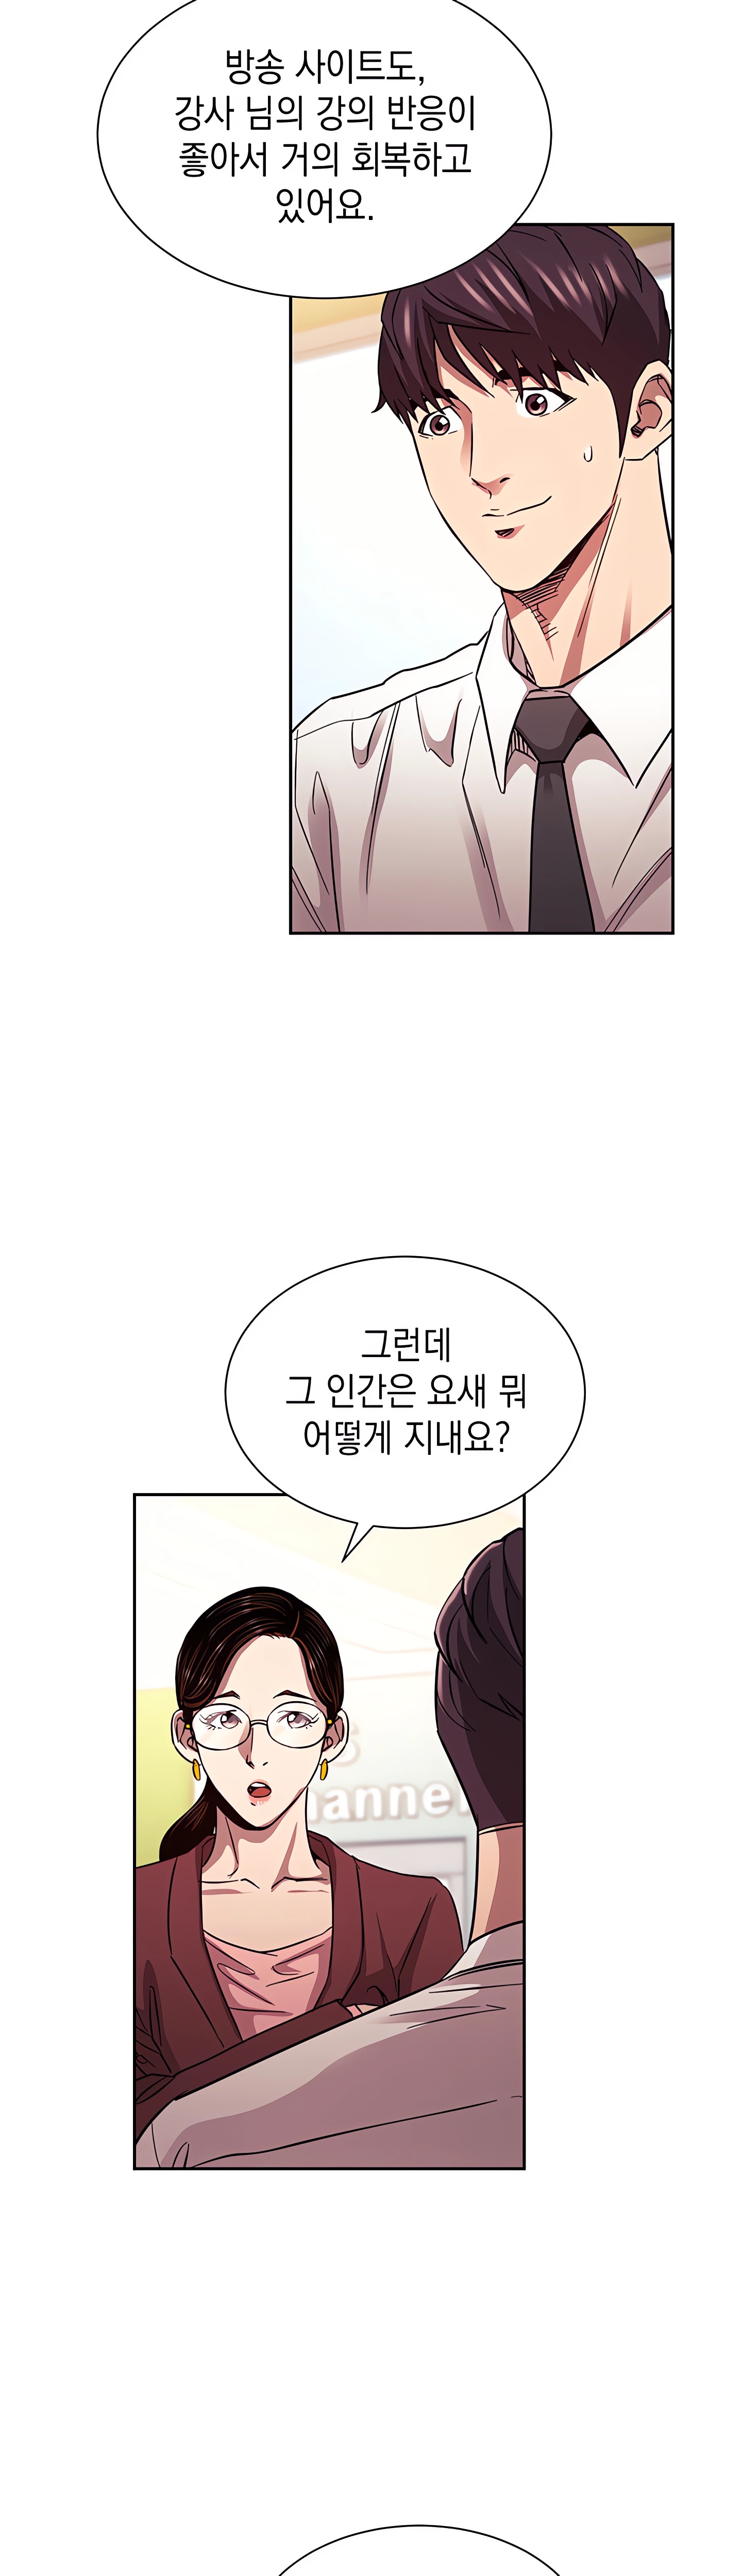 방송 사이트도,
강사 님의 강의 반응이
좋아서 거의 회복하고
있어요.
그런데
그 인간은 요새 뭐
어떻게 지내요?
S
hannel